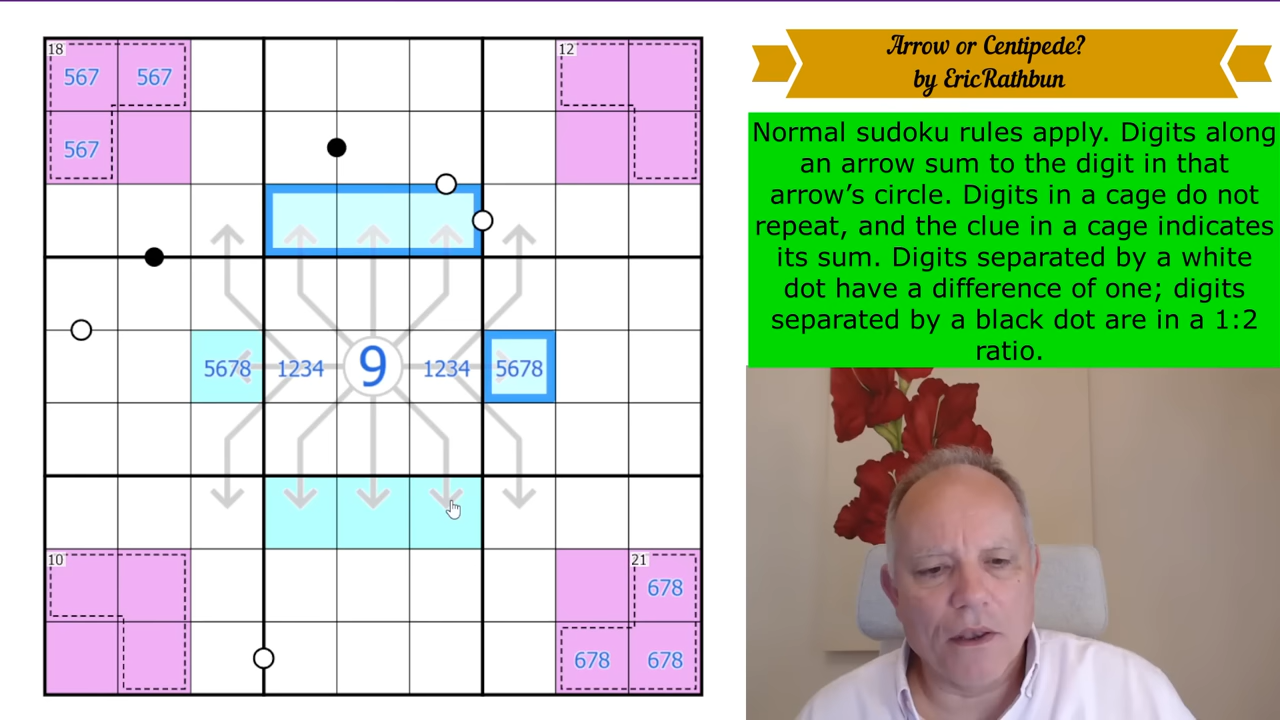 Arrow or Centipede?
by EricRathbun
Normal sudoku rules apply. Digits along
an arrow sum to the digit in that
arrow's circle. Digits in a cage do not
repeat, and the clue in a cage indicates
its sum. Digits separated by a white
dot have a difference of one; digits
separated by a black dot are in a 1:2
ratio.
18
12
567 567
567
5678 1234 9 1234 5678
10
21
678
678 678